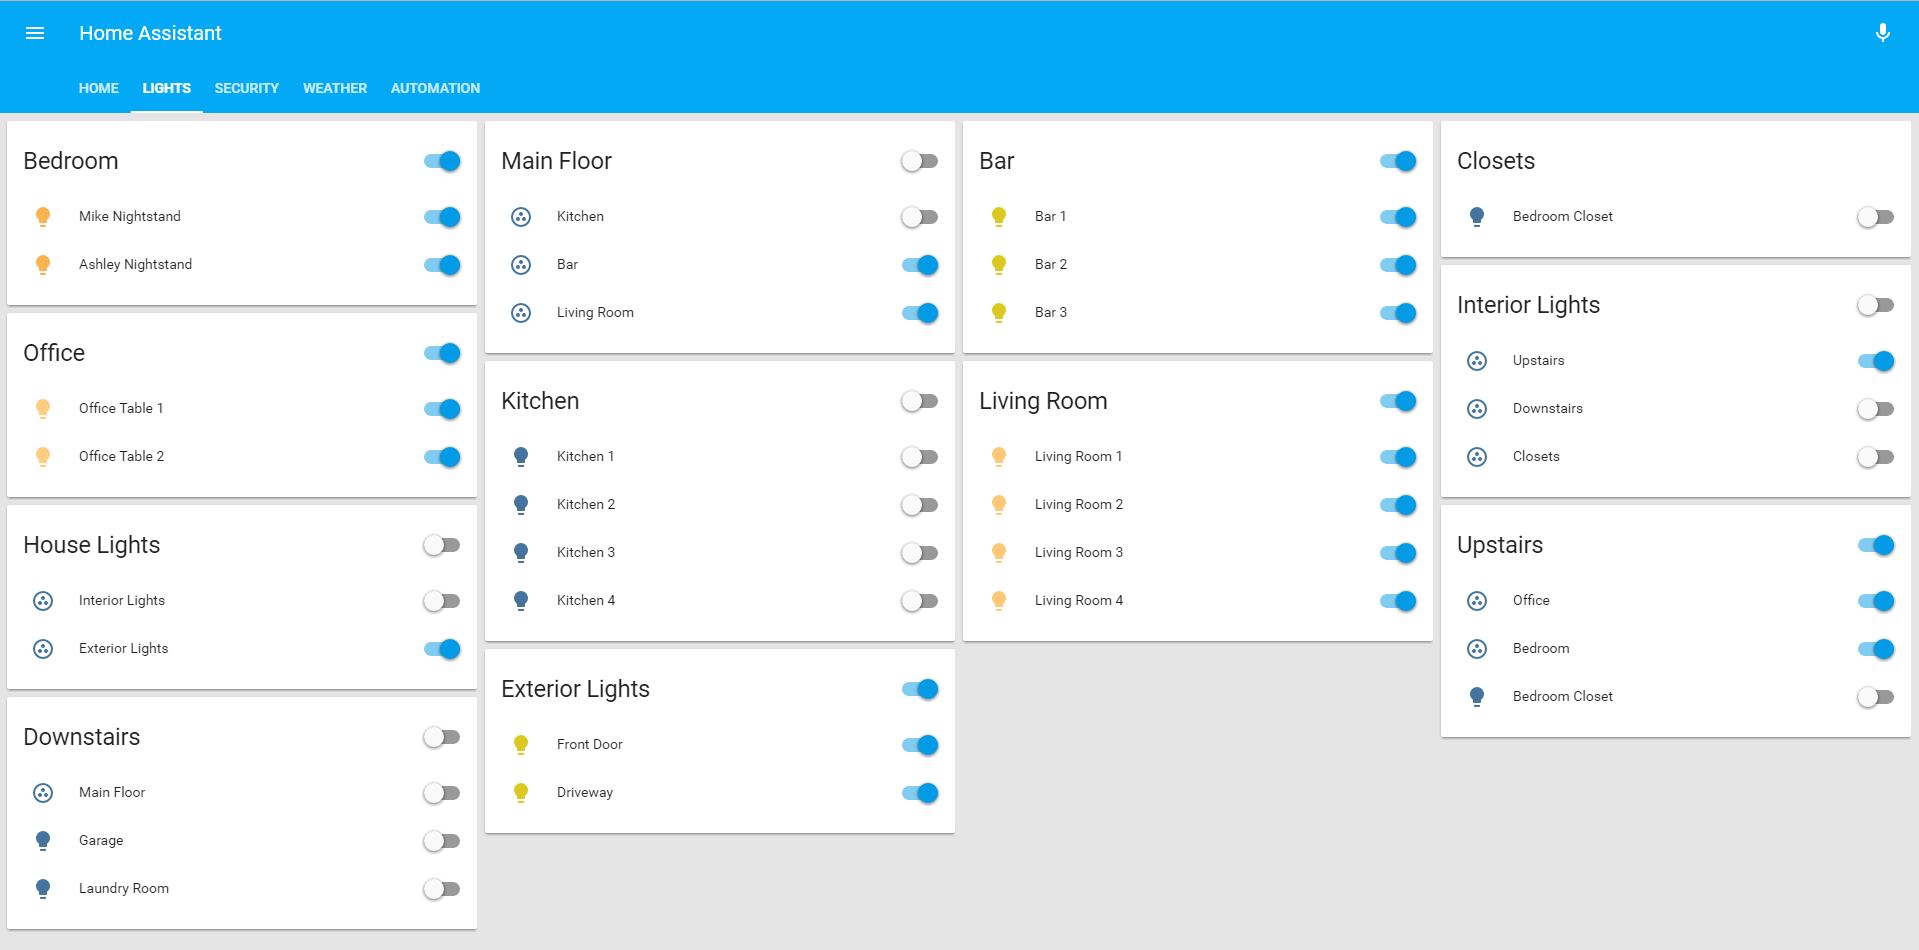 Home Assistant
HOME LIGHTS SECURITY WEATHER AUTOMATION
Bedroom
Mike Nightstand
Ashley Nightstand
Office
Office Table 1
Office Table 2
House Lights
Interior Lights
Exterior Lights
Downstairs
Main Floor
Garage
Laundry Room
Main Floor
Kitchen
Bar
Living Room
Kitchen
Kitchen 1
Kitchen 2
Kitchen 3
Kitchen 4
Exterior Lights
Front Door
Driveway
Bar
Bar 1
Bar 2
Bar 3
Living Room
Living Room 1
Living Room 2
Living Room 3
Living Room 4
Closets
Bedroom Closet
Interior Lights
Upstairs
Downstairs
Closets
Upstairs
Office
Bedroom
Bedroom Closet